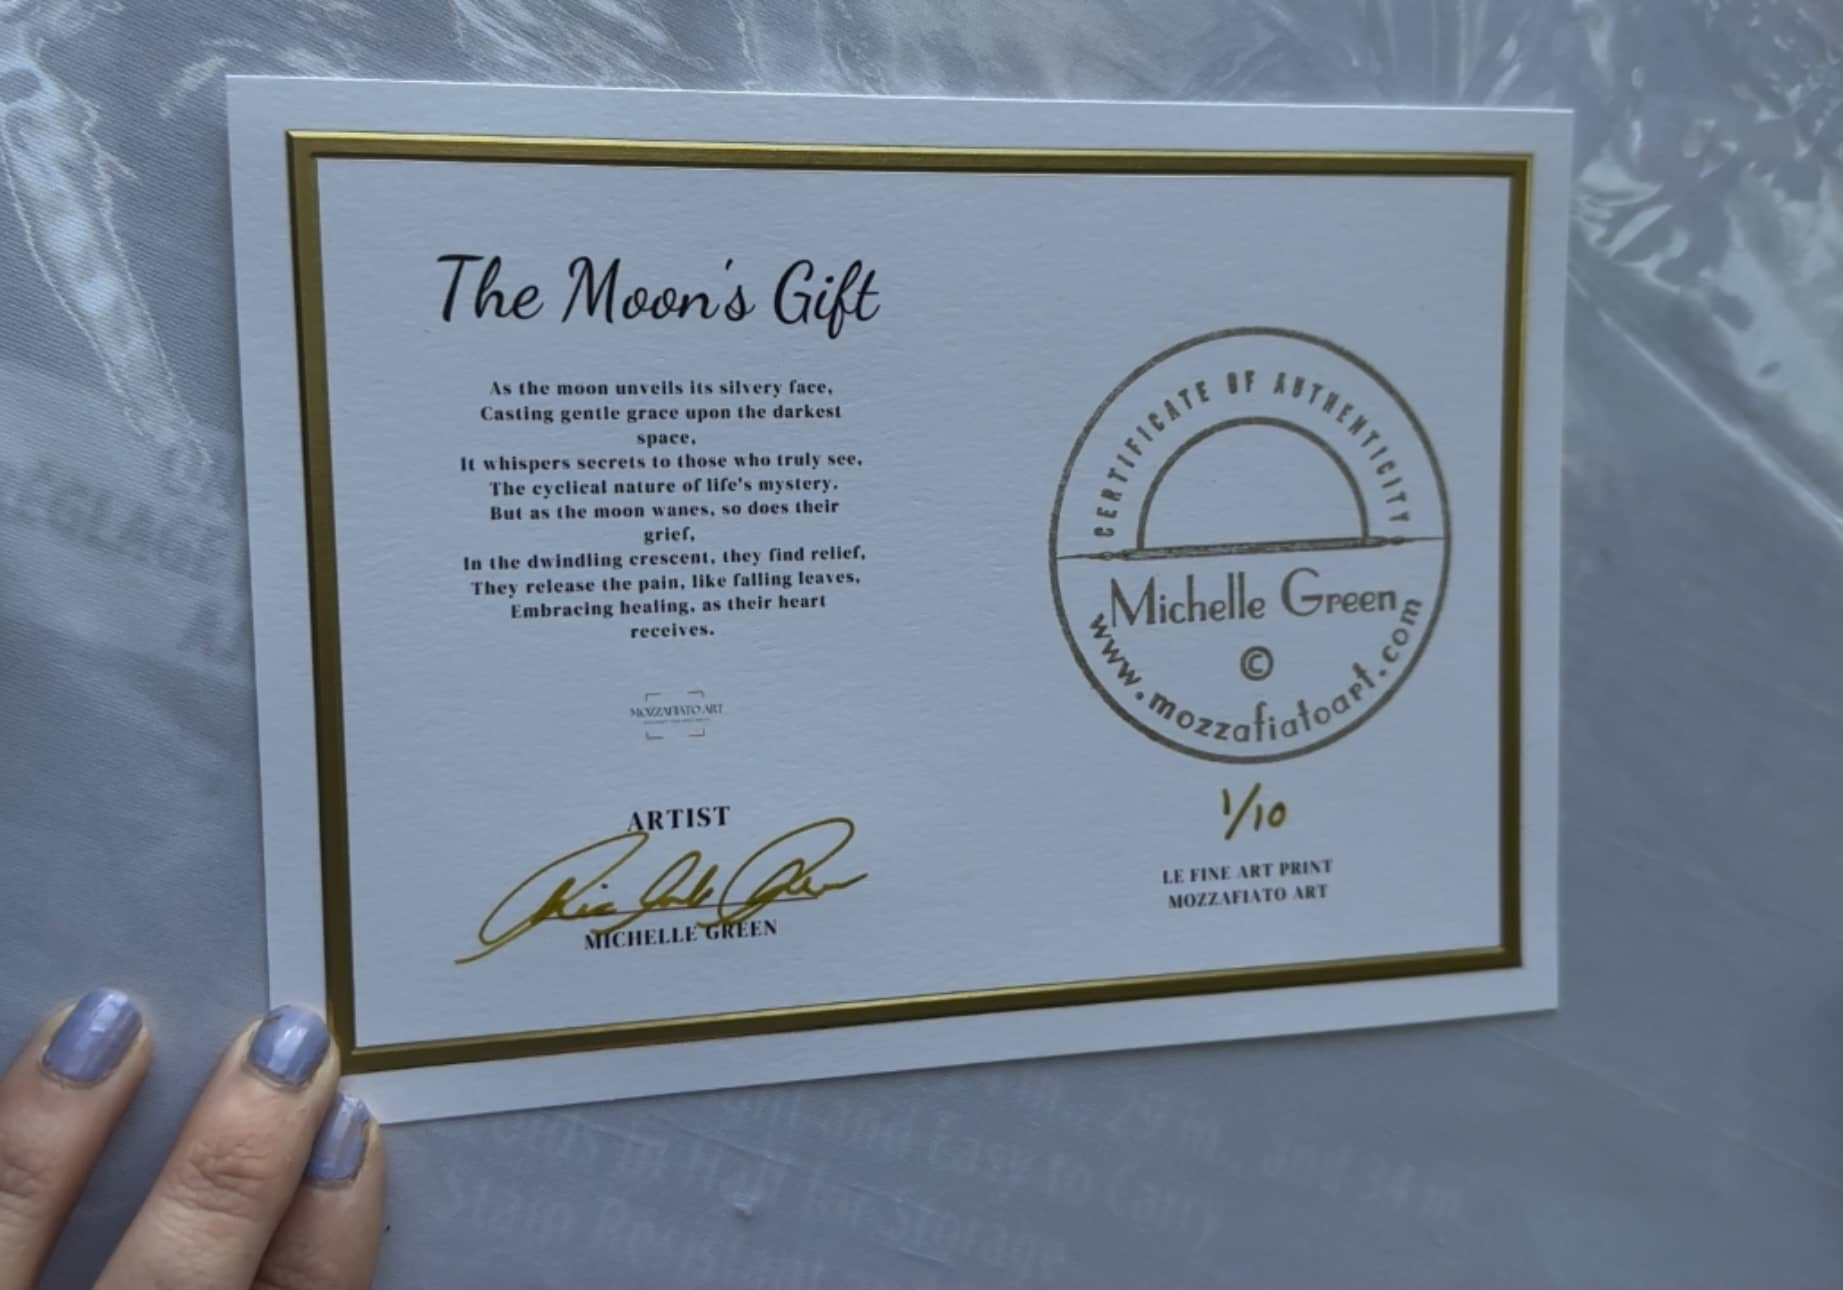 The Moon's Gift
As the moon unveils its silvery face,
Casting gentle grace upon the darkest
space,
It whispers secrets to those who truly see,
The cyclical nature of life's mystery.
But as the moon wanes, so does their
grief,
In the dwindling crescent, they find relief,
They release the pain, like falling leaves,
Embracing healing, as their heart
receives.
MOZZAFIATO ART
ARTIST
MICHELLE GREEN
CERTIFICATE OF AUTHENTICITY
Michelle Green
©
www.mozzafiatoart.com
1/10
LE FINE ART PRINT
MOZZAFIATO ART
and Easy to Carry